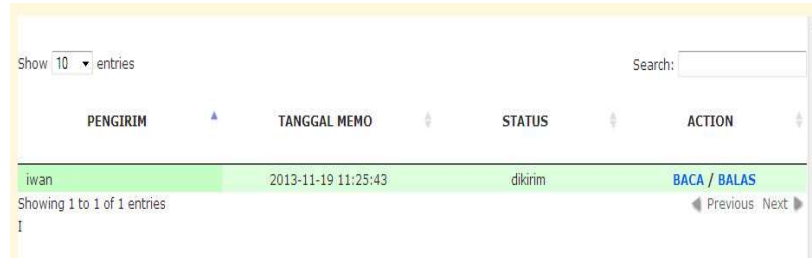 Show 10 entries Search:
PENGIRIM TANGGAL MEMO STATUS ACTION
iwan 2013-11-19 11:25:43 dikirim BACA / BALAS
Showing 1 to 1 of 1 entries Previous Next
I